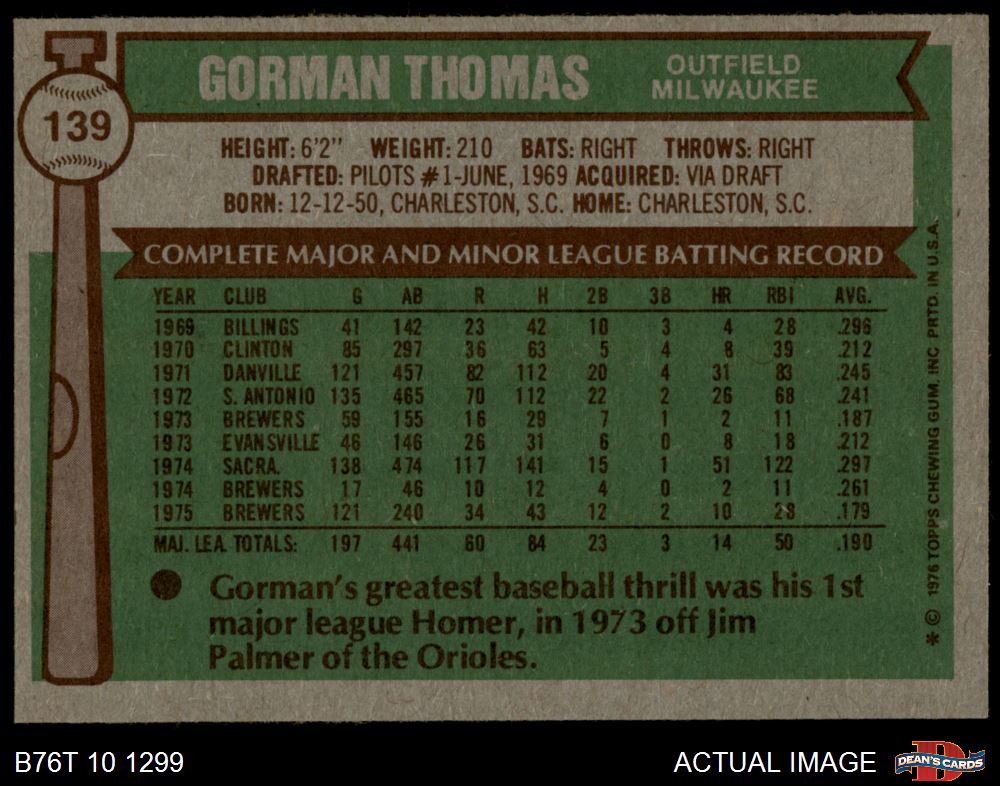 139
GORMAN THOMAS
OUTFIELD
MILWAUKEE
HEIGHT: 6'2" WEIGHT: 210 BATS: RIGHT THROWS: RIGHT
DRAFTED: PILOTS #1-JUNE, 1969 ACQUIRED: VIA DRAFT
BORN: 12-12-50, CHARLESTON, S.C. HOME: CHARLESTON, S.C.
COMPLETE MAJOR AND MINOR LEAGUE BATTING RECORD
YEAR CLUB G AB R H 2B 3B HR RBI AVG.
1969 BILLINGS 41 142 23 42 10 3 4 28 .296
1970 CLINTON 85 297 36 63 5 4 8 39 .212
1971 DANVILLE 121 457 82 112 20 4 31 83 .245
1972 S. ANTONIO 135 465 70 112 22 2 26 68 .241
1973 BREWERS 59 155 16 29 7 1 2 11 .187
1973 EVANSVILLE 46 146 26 31 6 0 8 18 .212
1974 SACRA. 138 474 117 141 15 1 51 122 .297
1974 BREWERS 17 46 10 12 4 0 2 11 .261
1975 BREWERS 121 240 34 43 12 2 10 28 .179
MAJ. LEA. TOTALS: 197 441 60 84 23 3 14 50 .190
Gorman's greatest baseball thrill was his 1st
major league Homer, in 1973 off Jim
Palmer of the Orioles.
* © 1976 TOPPS CHEWING GUM, INC PRTD. IN U.S.A.
B76T 10 1299
ACTUAL IMAGE
DEAN'S CARDS